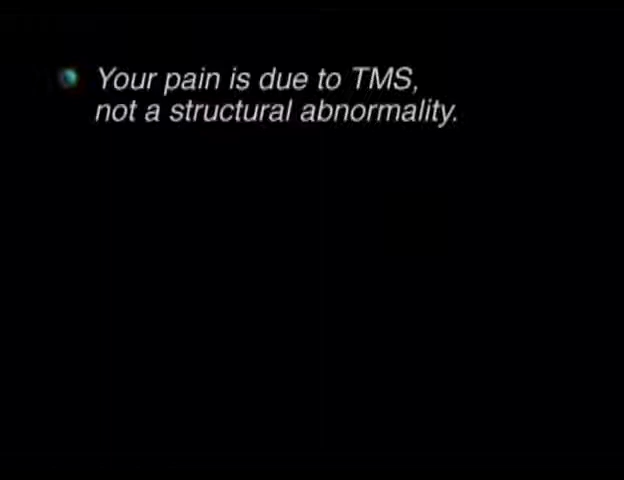 Your pain is due to TMS,
not a structural abnormality.